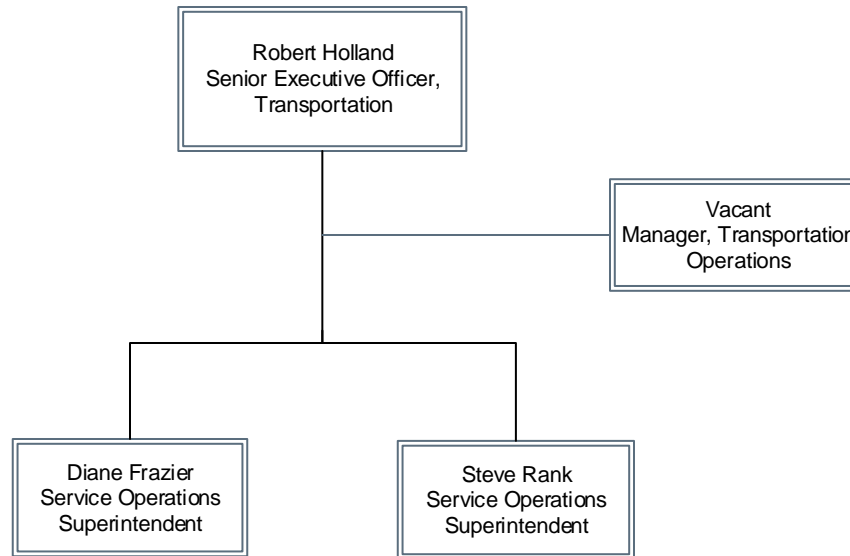 Robert Holland
Senior Executive Officer,
Transportation
Vacant
Manager, Transportation
Operations
Diane Frazier
Service Operations
Superintendent
Steve Rank
Service Operations
Superintendent